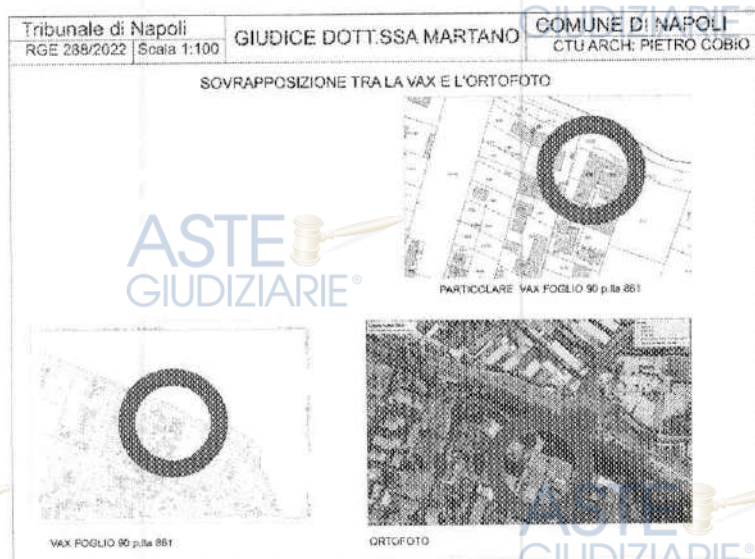 Tribunale di Napoli
RGE 288/2022 Scala 1:100
GIUDICE DOTT.SSA MARTANO
COMUNE DI NAPOLI
CTU ARCH: PIETRO COBIO
SOVRAPPOSIZIONE TRA LA VAX E L'ORTOFOTO
PARTICOLARE VAX FOGLIO 90 p.lla 861
ASTE
GIUDIZIARIE®
VAX FOGLIO 90 p.lla 861
ORTOFOTO
ASTE
GIUDIZIARIE®
GIUDIZIARIE®